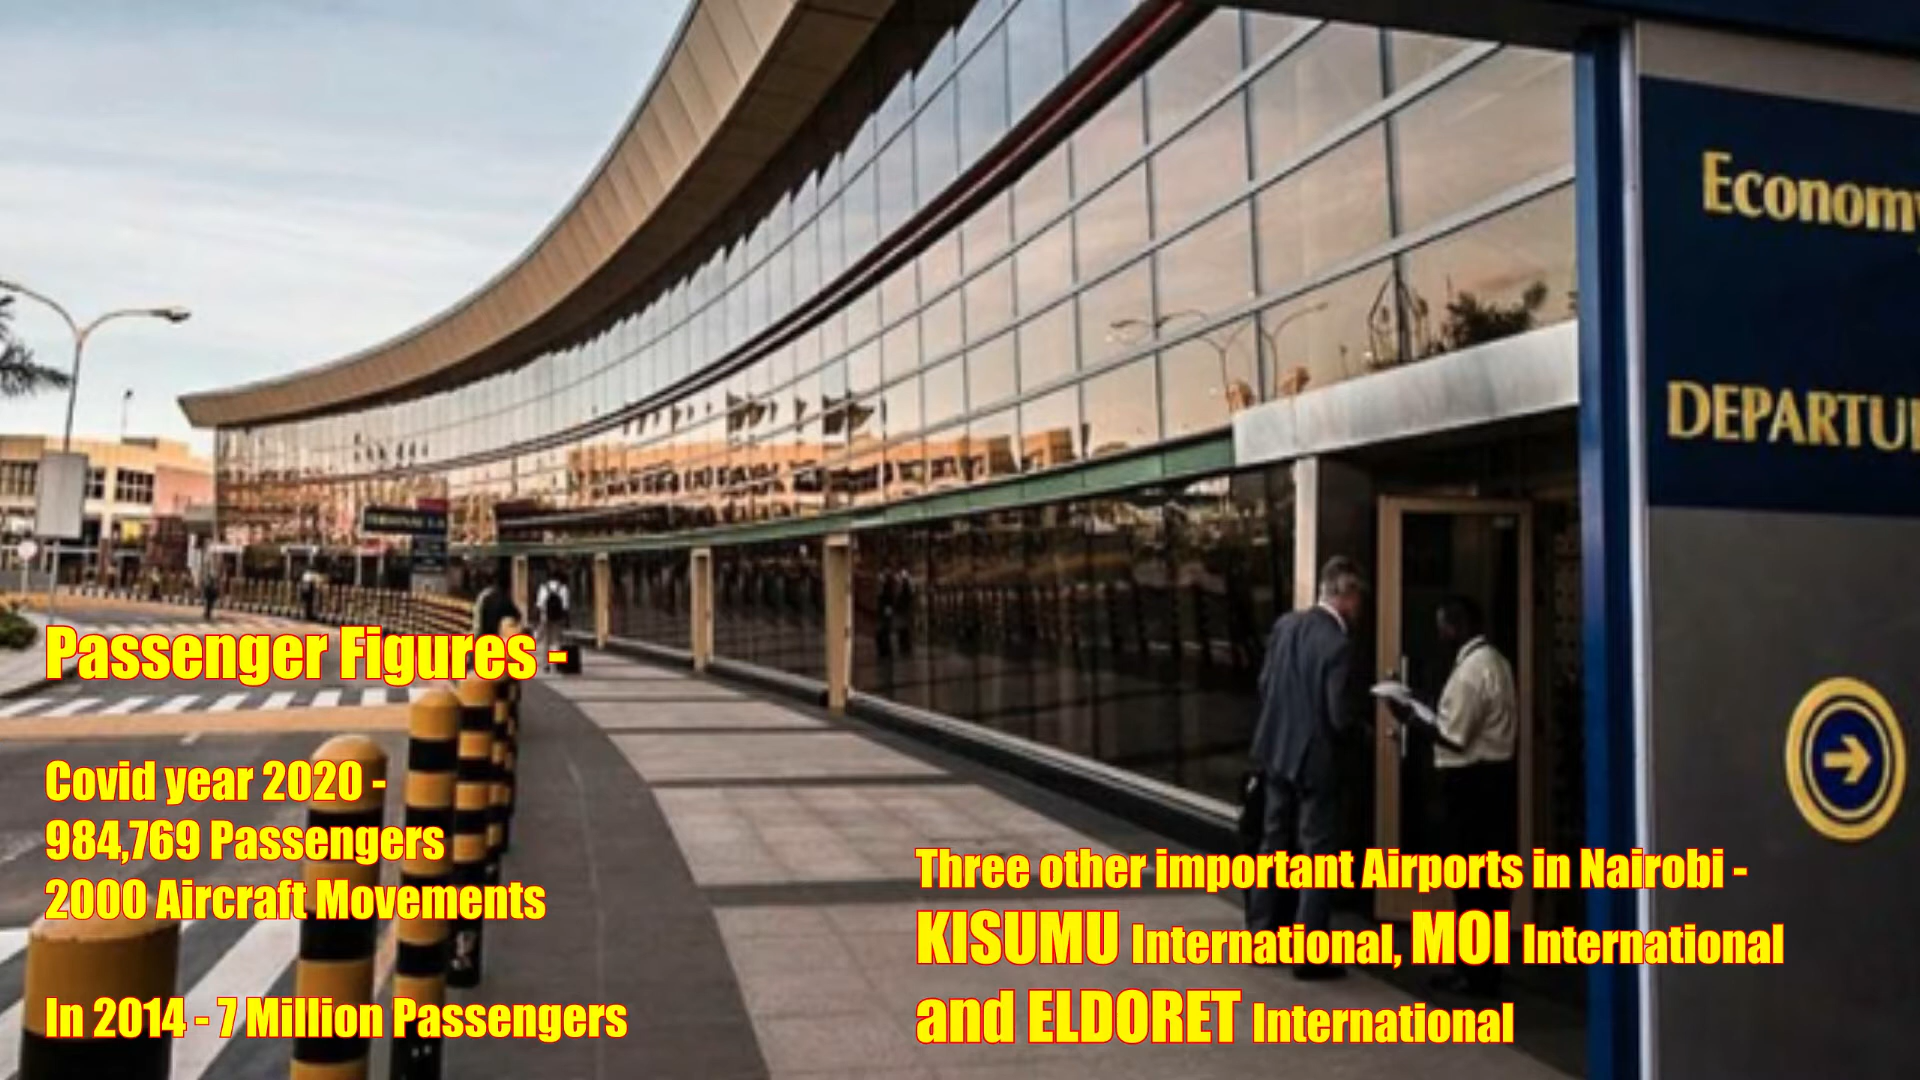 Economy
DEPARTU
Passenger Figures -
Covid year 2020 -
984,769 Passengers
2000 Aircraft Movements
In 2014 - 7 Million Passengers
Three other important Airports in Nairobi -
KISUMU International, MOI International
and ELDORET International